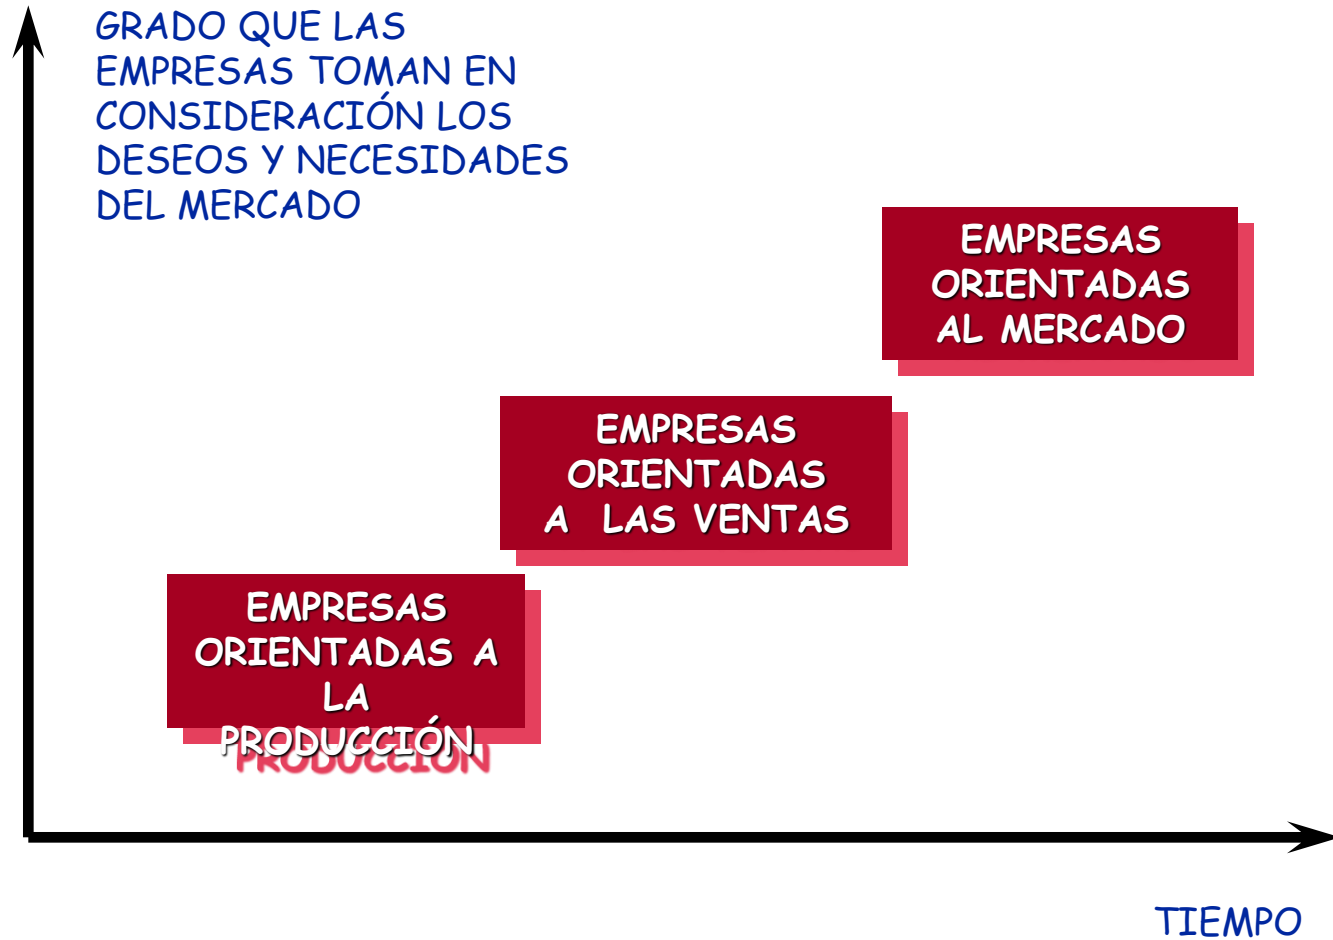 GRADO QUE LAS
EMPRESAS TOMAN EN
CONSIDERACIÓN LOS
DESEOS Y NECESIDADES
DEL MERCADO
EMPRESAS
ORIENTADAS
AL MERCADO
EMPRESAS
ORIENTADAS
A LAS VENTAS
EMPRESAS
ORIENTADAS A
LA
PRODUCCIÓN
TIEMPO